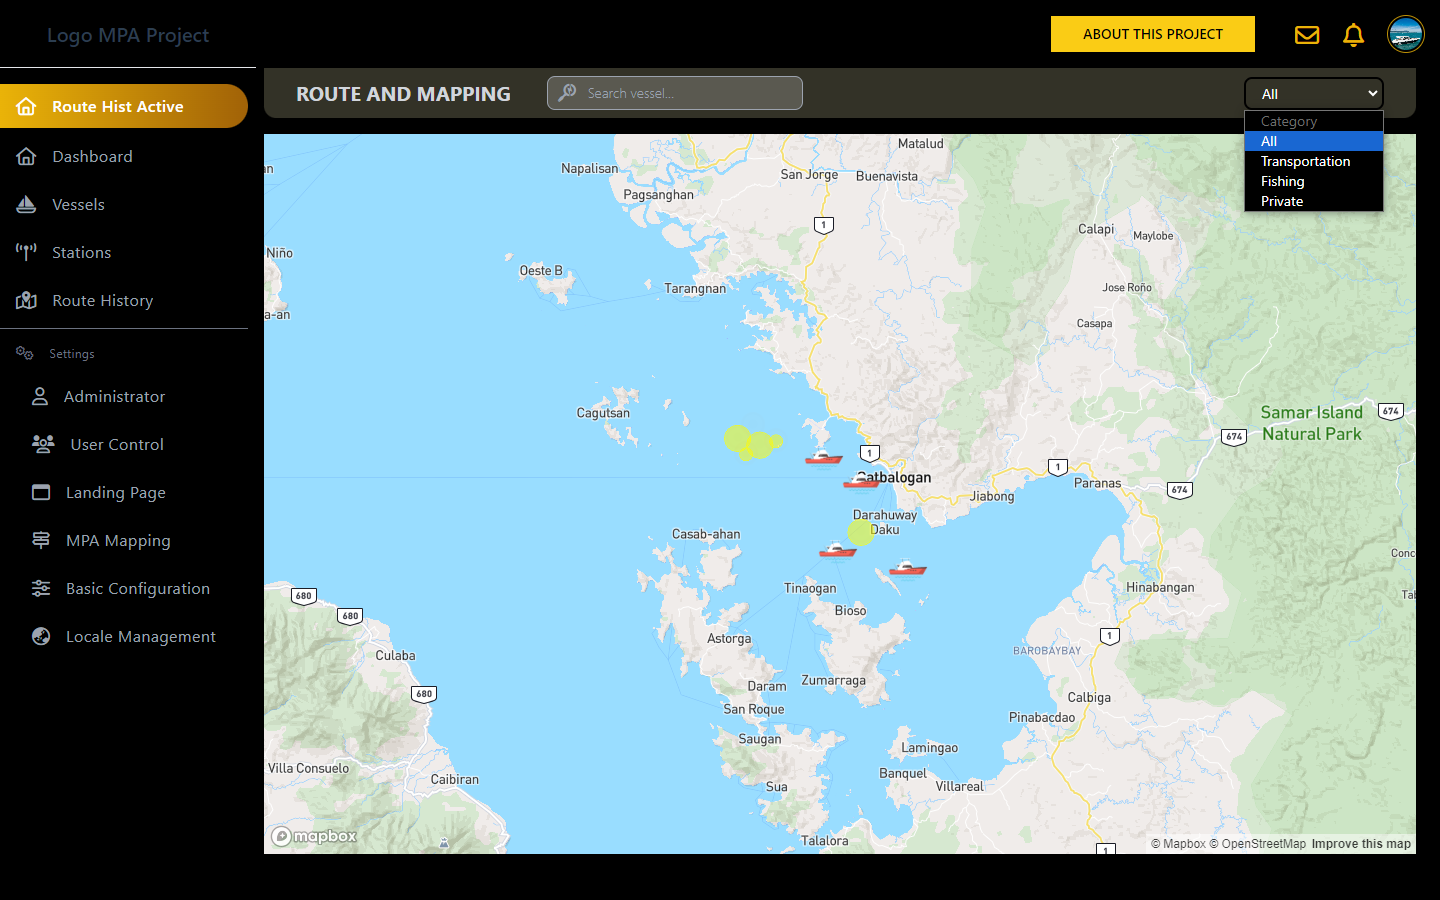 Logo MPA Project
ABOUT THIS PROJECT
Route Hist Active
Dashboard
Vessels
Stations
Route History
Settings
Administrator
User Control
Landing Page
MPA Mapping
Basic Configuration
Locale Management
ROUTE AND MAPPING
Search vessel...
All
Category
All
Transportation
Fishing
Private
Matalud
Napalisan
San Jorge
Buenavista
Pagsanghan
1
Calapi
Maylobe
Niño
Oeste B
Tarangnan
Jose Roño
a-an
Casapa
Cagutsan
Samar Island
Natural Park
674
674
1
1
Catbalogan
Paranas
674
Jiabong
Darahuway
Daku
Casab-ahan
Tinaogan
Hinabangan
680
680
Bioso
Astorga
1
BAROBAYBAY
Culaba
Zumarraga
Daram
680
Calbiga
San Roque
Pinabacdao
Saugan
Lamingao
Villa Consuelo
Banquel
Caibiran
Sua
Villareal
Talalora
1
mapbox
© Mapbox © OpenStreetMap Improve this map